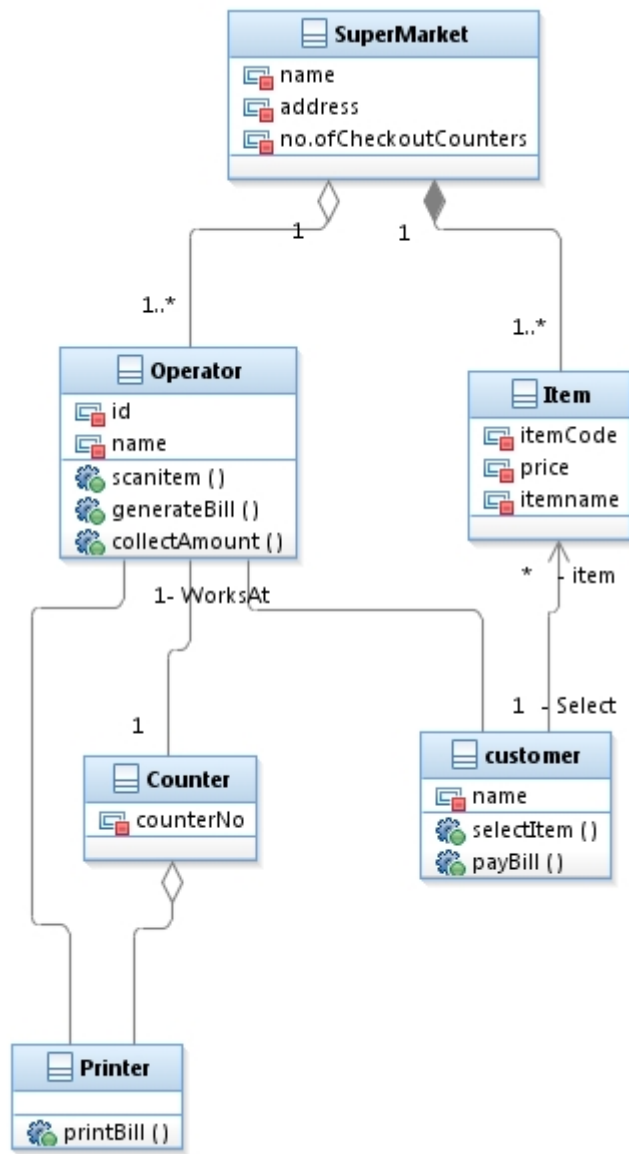 SuperMarket
name
address
no.ofCheckoutCounters
1
1
1..*
1..*
Operator
id
name
scanitem ()
generateBill ()
collectAmount ()
Item
itemCode
price
itemname
* - item
1- WorksAt
1
1 - Select
Counter
counterNo
customer
name
selectItem ()
payBill ()
Printer
printBill ()